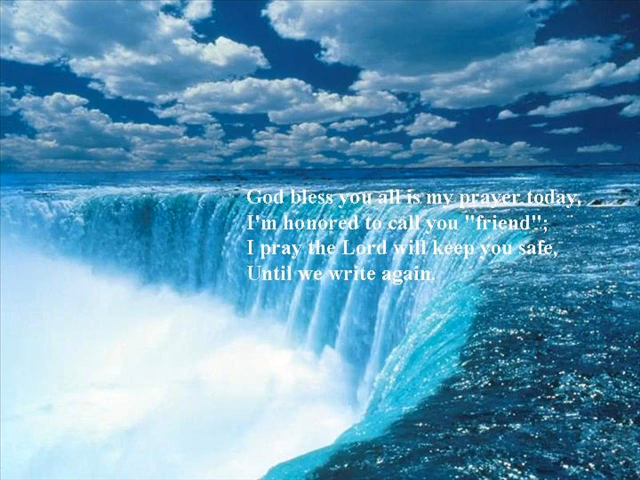 God bless you all is my prayer today,
I'm honored to call you "friend";
I pray the Lord will keep you safe,
Until we write again.